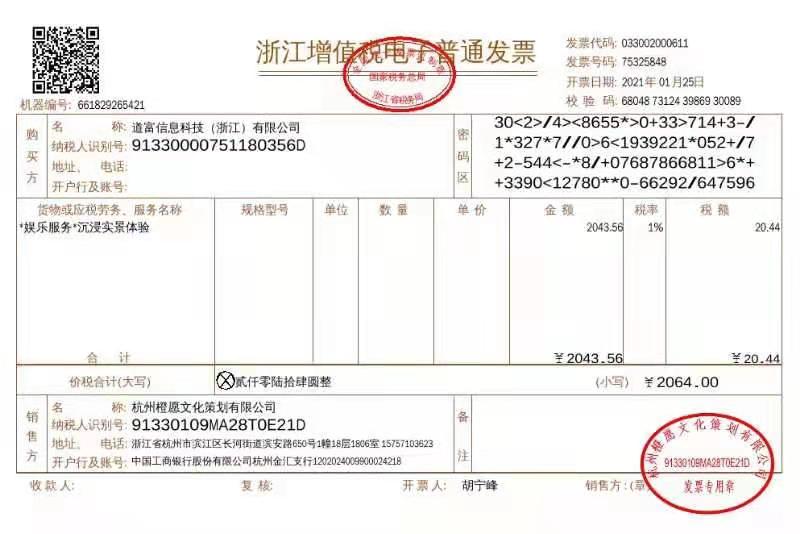 浙江增值税电子普通发票
国家税务总局
浙江省税务局
发票代码: 033002000611
发票号码: 75325848
开票日期: 2021年01月25日
校 验 码: 68048 73124 39869 30089
机器编号: 661829265421
购买方
名 称: 道富信息科技（浙江）有限公司
纳税人识别号: 91330000751180356D
地址、 电话:
开户行及账号:
密码区
30<2>/4><8655*>0+33>714+3-/
1*327*7//0>6<1939221*052+/7
+2-544<-*8/+07687866811>6*+
+3390<12780**0-66292/647596
货物或应税劳务、服务名称 规格型号 单位 数 量 单 价 金 额 税率 税 额
*娱乐服务*沉浸实景体验 2043.56 1% 20.44
合 计 ￥2043.56 ￥20.44
价税合计(大写) ⓧ贰仟零陆拾肆圆整 (小写) ￥2064.00
销售方
名 称: 杭州橙愿文化策划有限公司
纳税人识别号: 91330109MA28T0E21D
地址、 电话: 浙江省杭州市滨江区长河街道滨安路650号1幢18层1806室 15757103623
开户行及账号: 中国工商银行股份有限公司杭州金汇支行1202024009900024218
备注
杭州橙愿文化策划有限公司
91330109MA28T0E21D
发票专用章
收 款 人: 复 核: 开 票 人: 胡宁峰 销售方: (章)